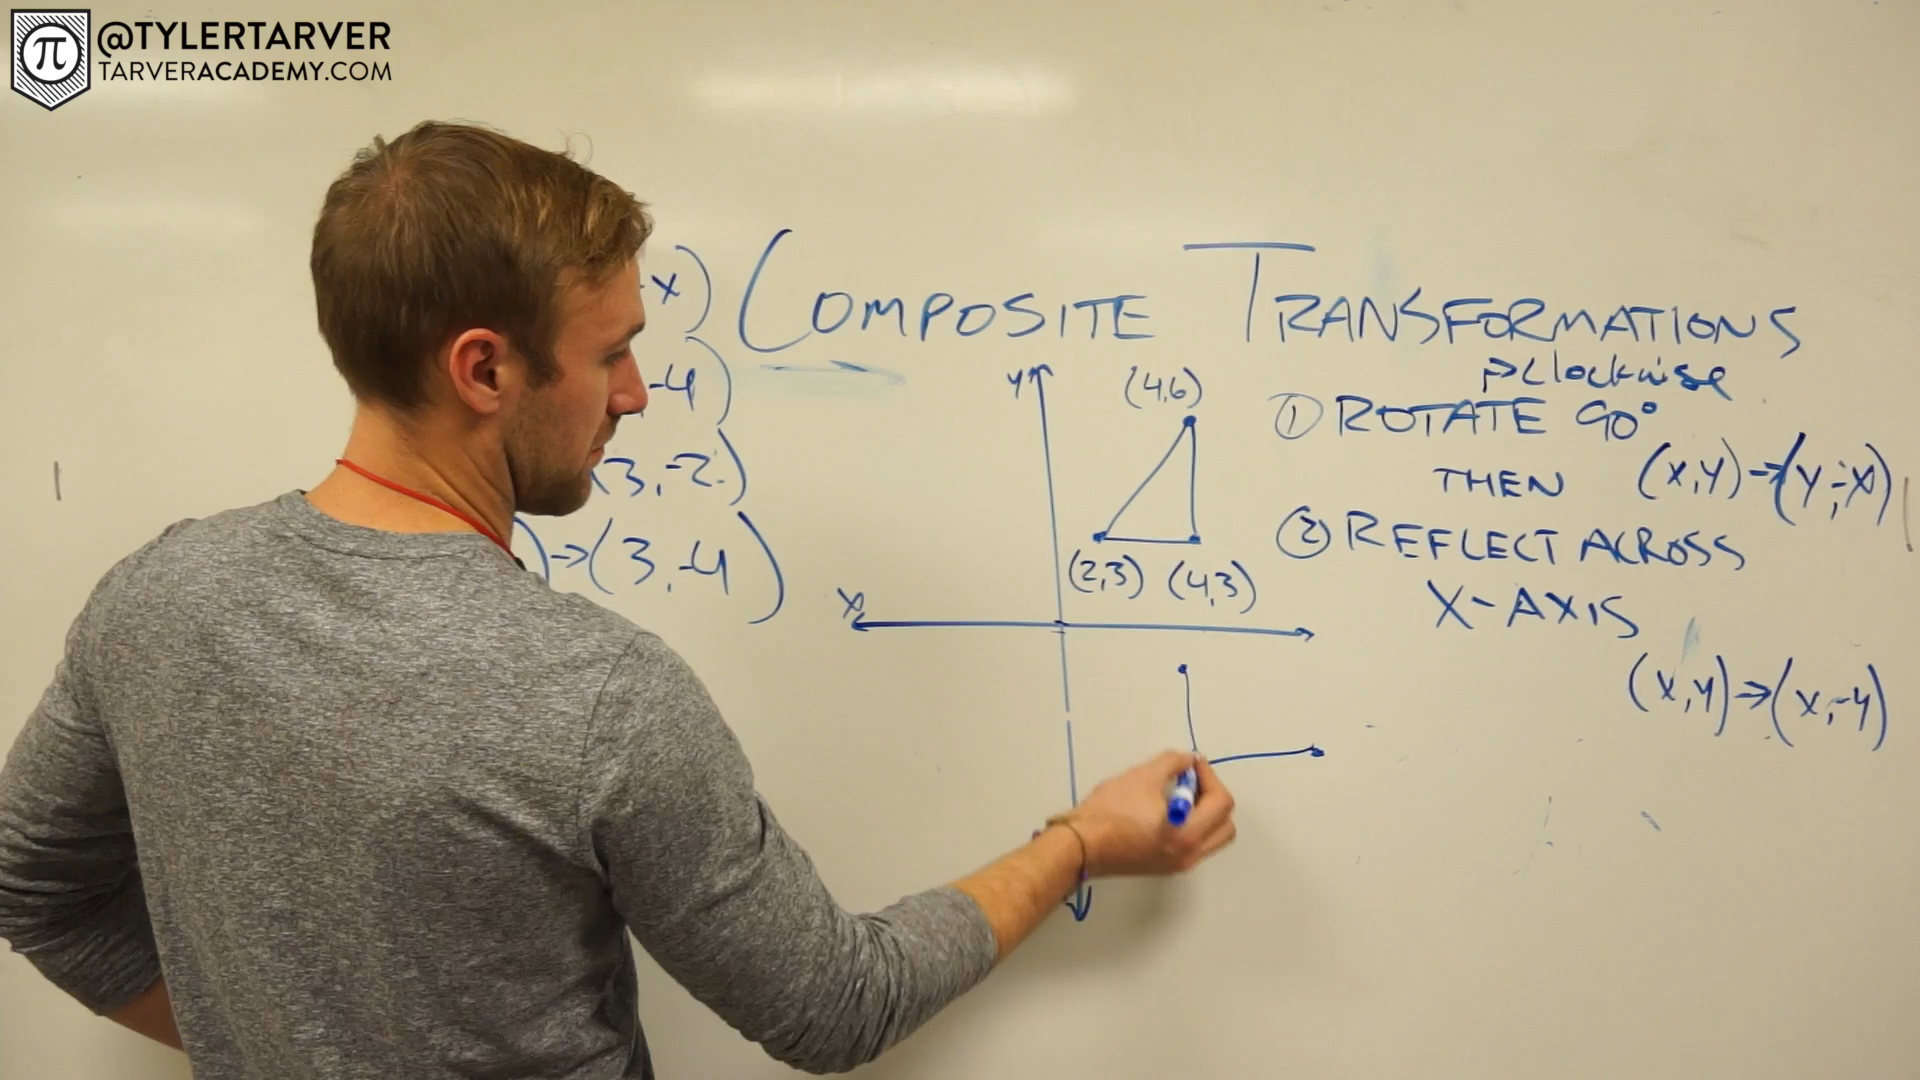 @TYLERTARVER
TARVERACADEMY.COM
COMPOSITE TRANSFORMATIONS
-x)
-4)
(3,-2)
)→(3,-4)
y
(4,6)
(2,3) (4,3)
X
clockwise
① ROTATE 90°
THEN (X,Y)→(Y,-X)
② REFLECT ACROSS
X-AXIS
(X,Y)→(X,-Y)